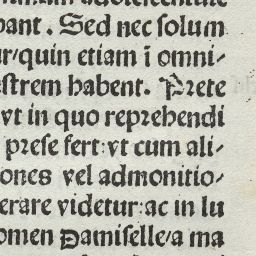 bant. Sed nec ſolum
ur/quin etiam ī omni⸗
eſtrem habent. Prete
vt in quo reprehendi
preſe fert:vt cum ali⸗
ones vel admonitio⸗
erare videtur:ac in lu
omen Damiſelle/a ma